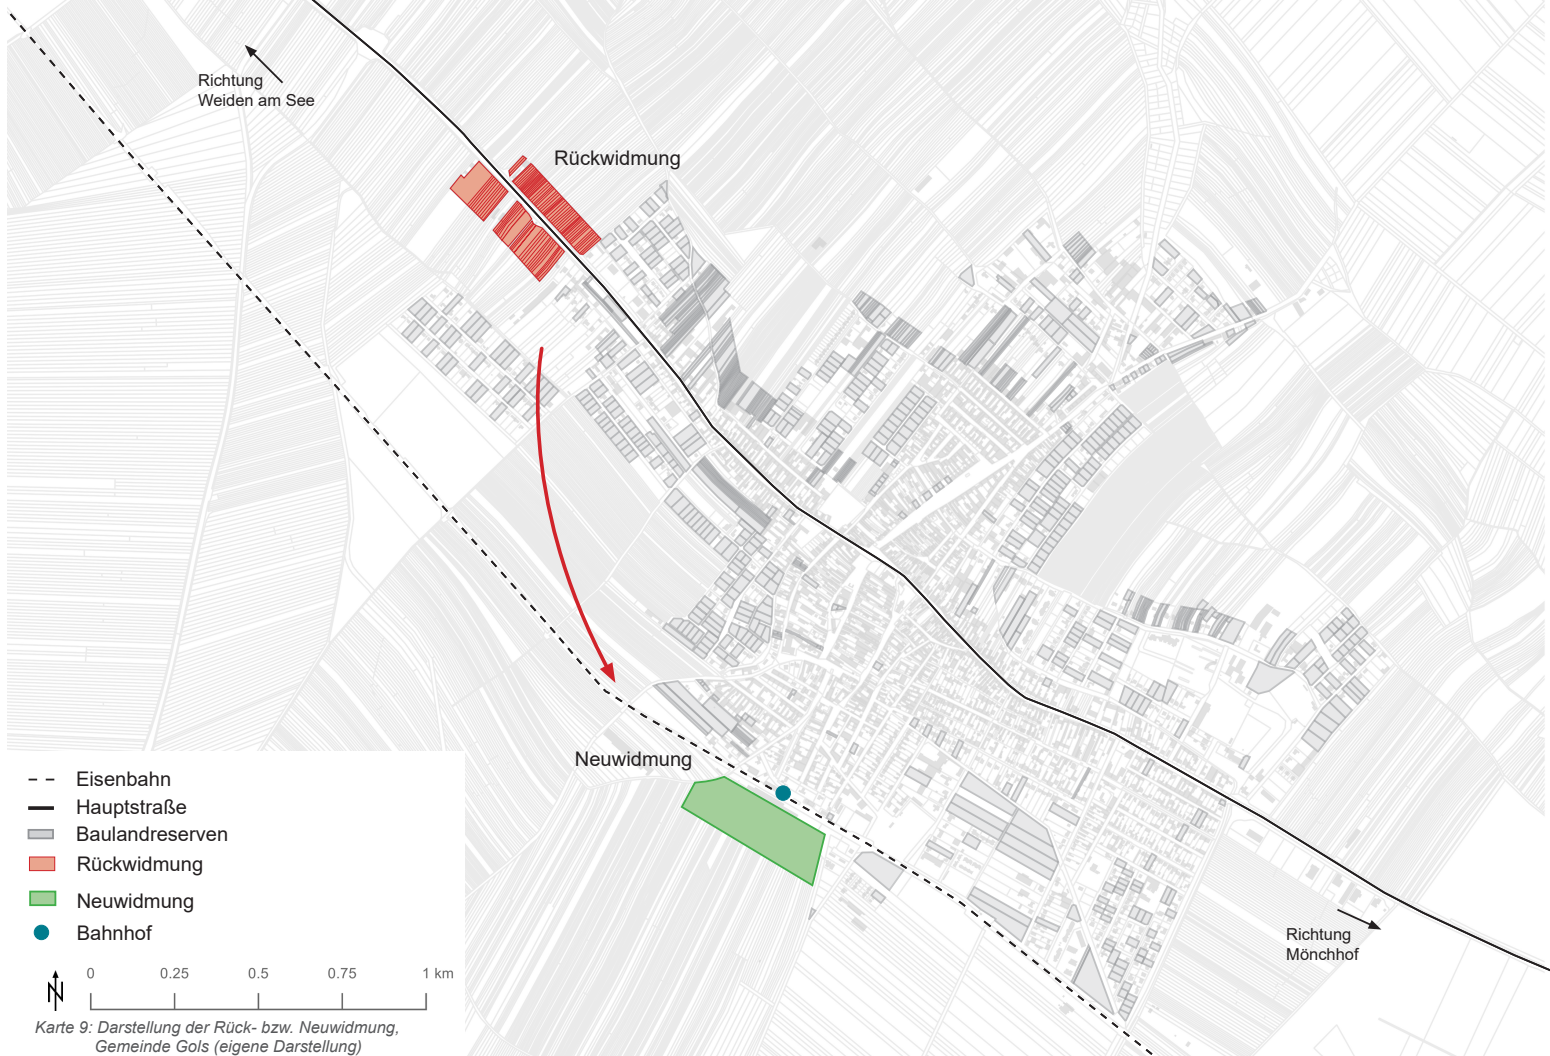 Richtung
Weiden am See
Rückwidmung
Neuwidmung
Richtung
Mönchhof
Eisenbahn
Hauptstraße
Baulandreserven
Rückwidmung
Neuwidmung
Bahnhof
0 0.25 0.5 0.75 1 km
N
Karte 9: Darstellung der Rück- bzw. Neuwidmung,
Gemeinde Gols (eigene Darstellung)